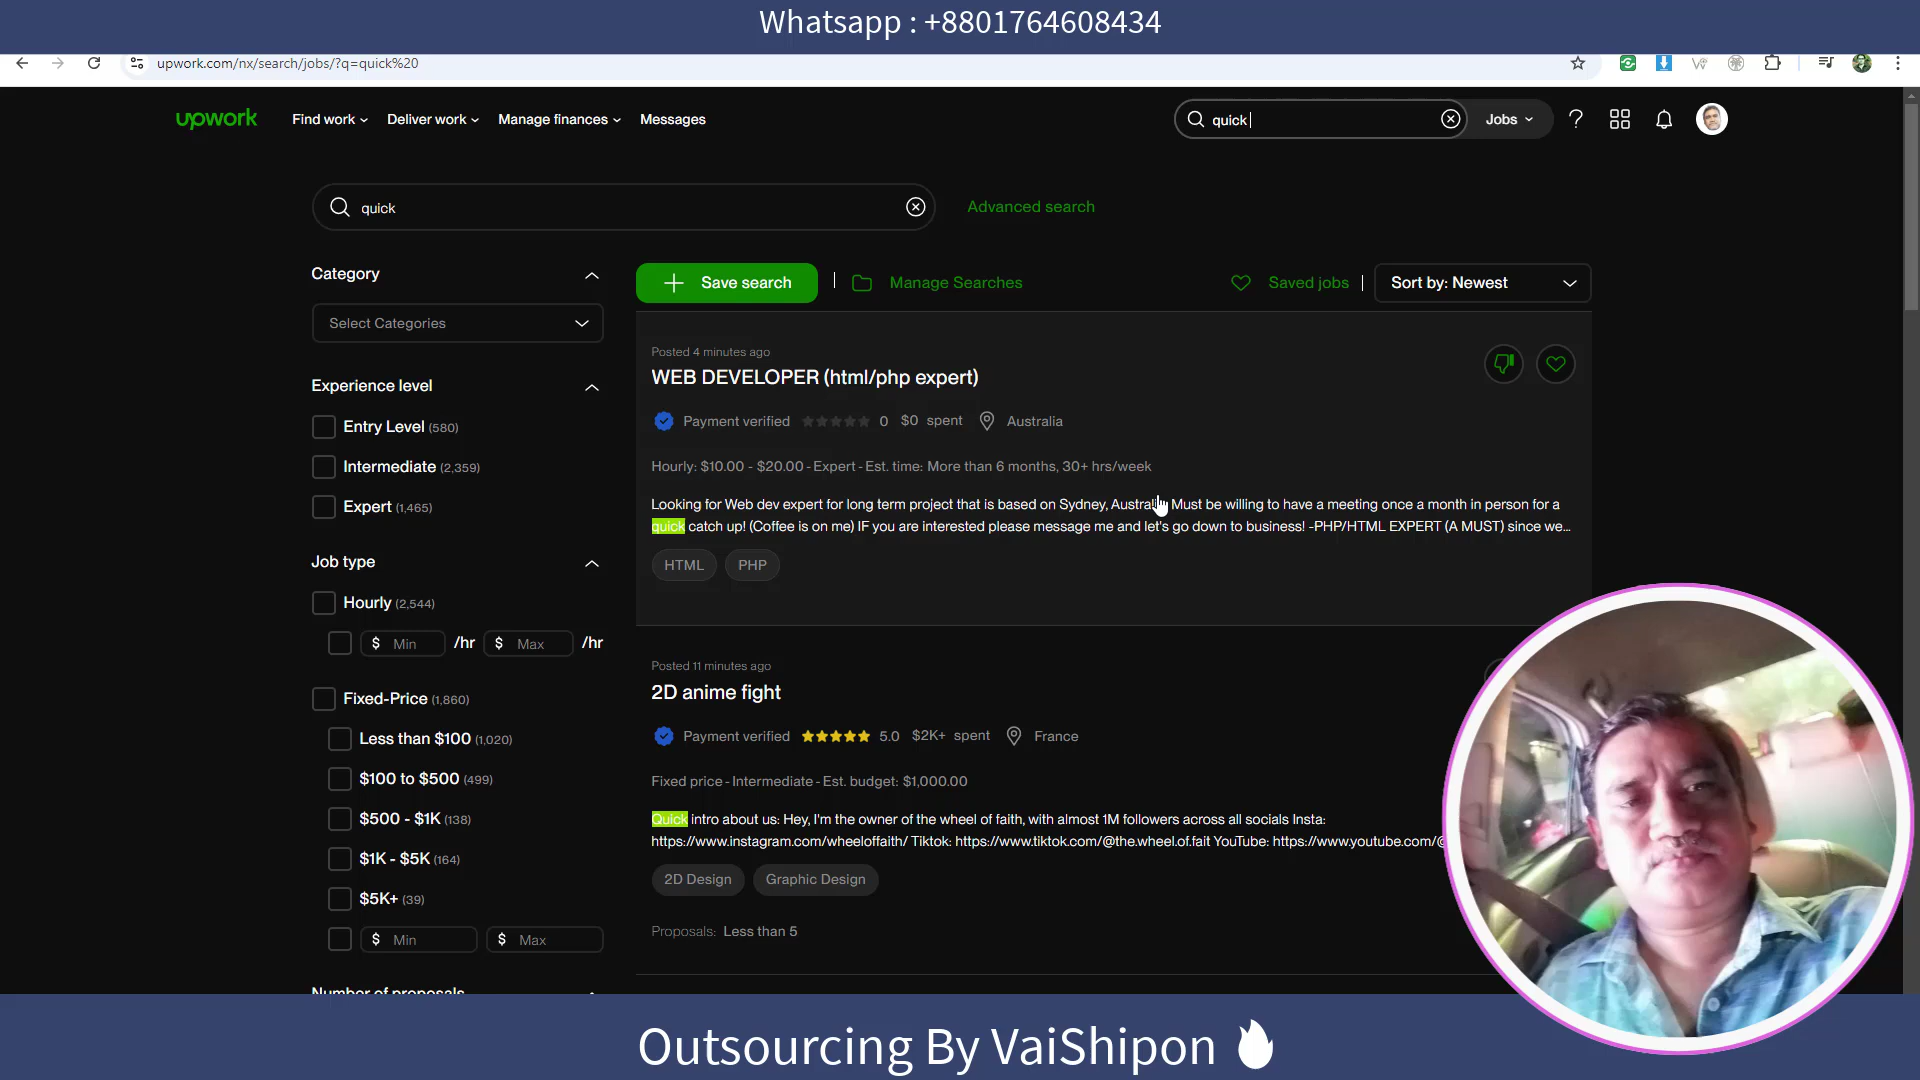 Whatsapp : +8801764608434
upwork.com/nx/search/jobs/?q=quick%20
upwork Find work Deliver work Manage finances Messages quick Jobs
quick Advanced search
Category
Select Categories
Experience level
Entry Level (580)
Intermediate (2,359)
Expert (1,465)
Job type
Hourly (2,544)
$ Min /hr $ Max /hr
Fixed-Price (1,860)
Less than $100 (1,020)
$100 to $500 (499)
$500 - $1K (138)
$1K - $5K (164)
$5K+ (39)
$ Min $ Max
Number of proposals
Save search | Manage Searches Saved jobs | Sort by: Newest
Posted 4 minutes ago
WEB DEVELOPER (html/php expert)
Payment verified 0 $0 spent Australia
Hourly: $10.00 - $20.00 - Expert - Est. time: More than 6 months, 30+ hrs/week
Looking for Web dev expert for long term project that is based on Sydney, Australia Must be willing to have a meeting once a month in person for a
quick catch up! (Coffee is on me) IF you are interested please message me and let's go down to business! -PHP/HTML EXPERT (A MUST) since we...
HTML PHP
Posted 11 minutes ago
2D anime fight
Payment verified 5.0 $2K+ spent France
Fixed price - Intermediate - Est. budget: $1,000.00
Quick intro about us: Hey, I'm the owner of the wheel of faith, with almost 1M followers across all socials Insta:
https://www.instagram.com/wheeloffaith/ Tiktok: https://www.tiktok.com/@the.wheel.of.fait YouTube: https://www.youtube.com/@
2D Design Graphic Design
Proposals: Less than 5
Outsourcing By VaiShipon